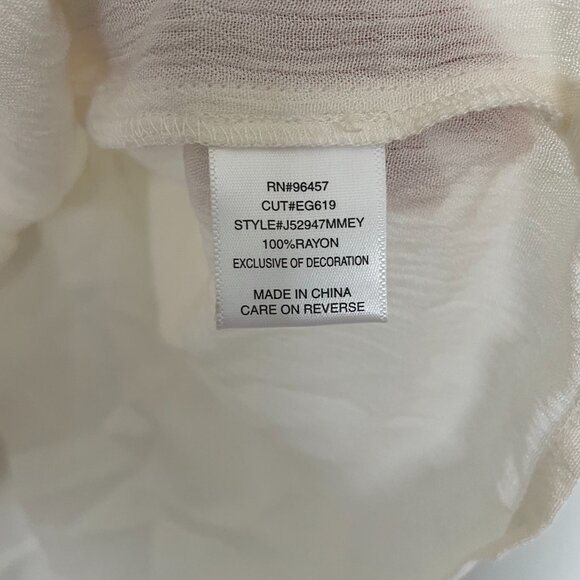 RN#96457
CUT#EG619
STYLE#J52947MMEY
100%RAYON
EXCLUSIVE OF DECORATION
MADE IN CHINA
CARE ON REVERSE